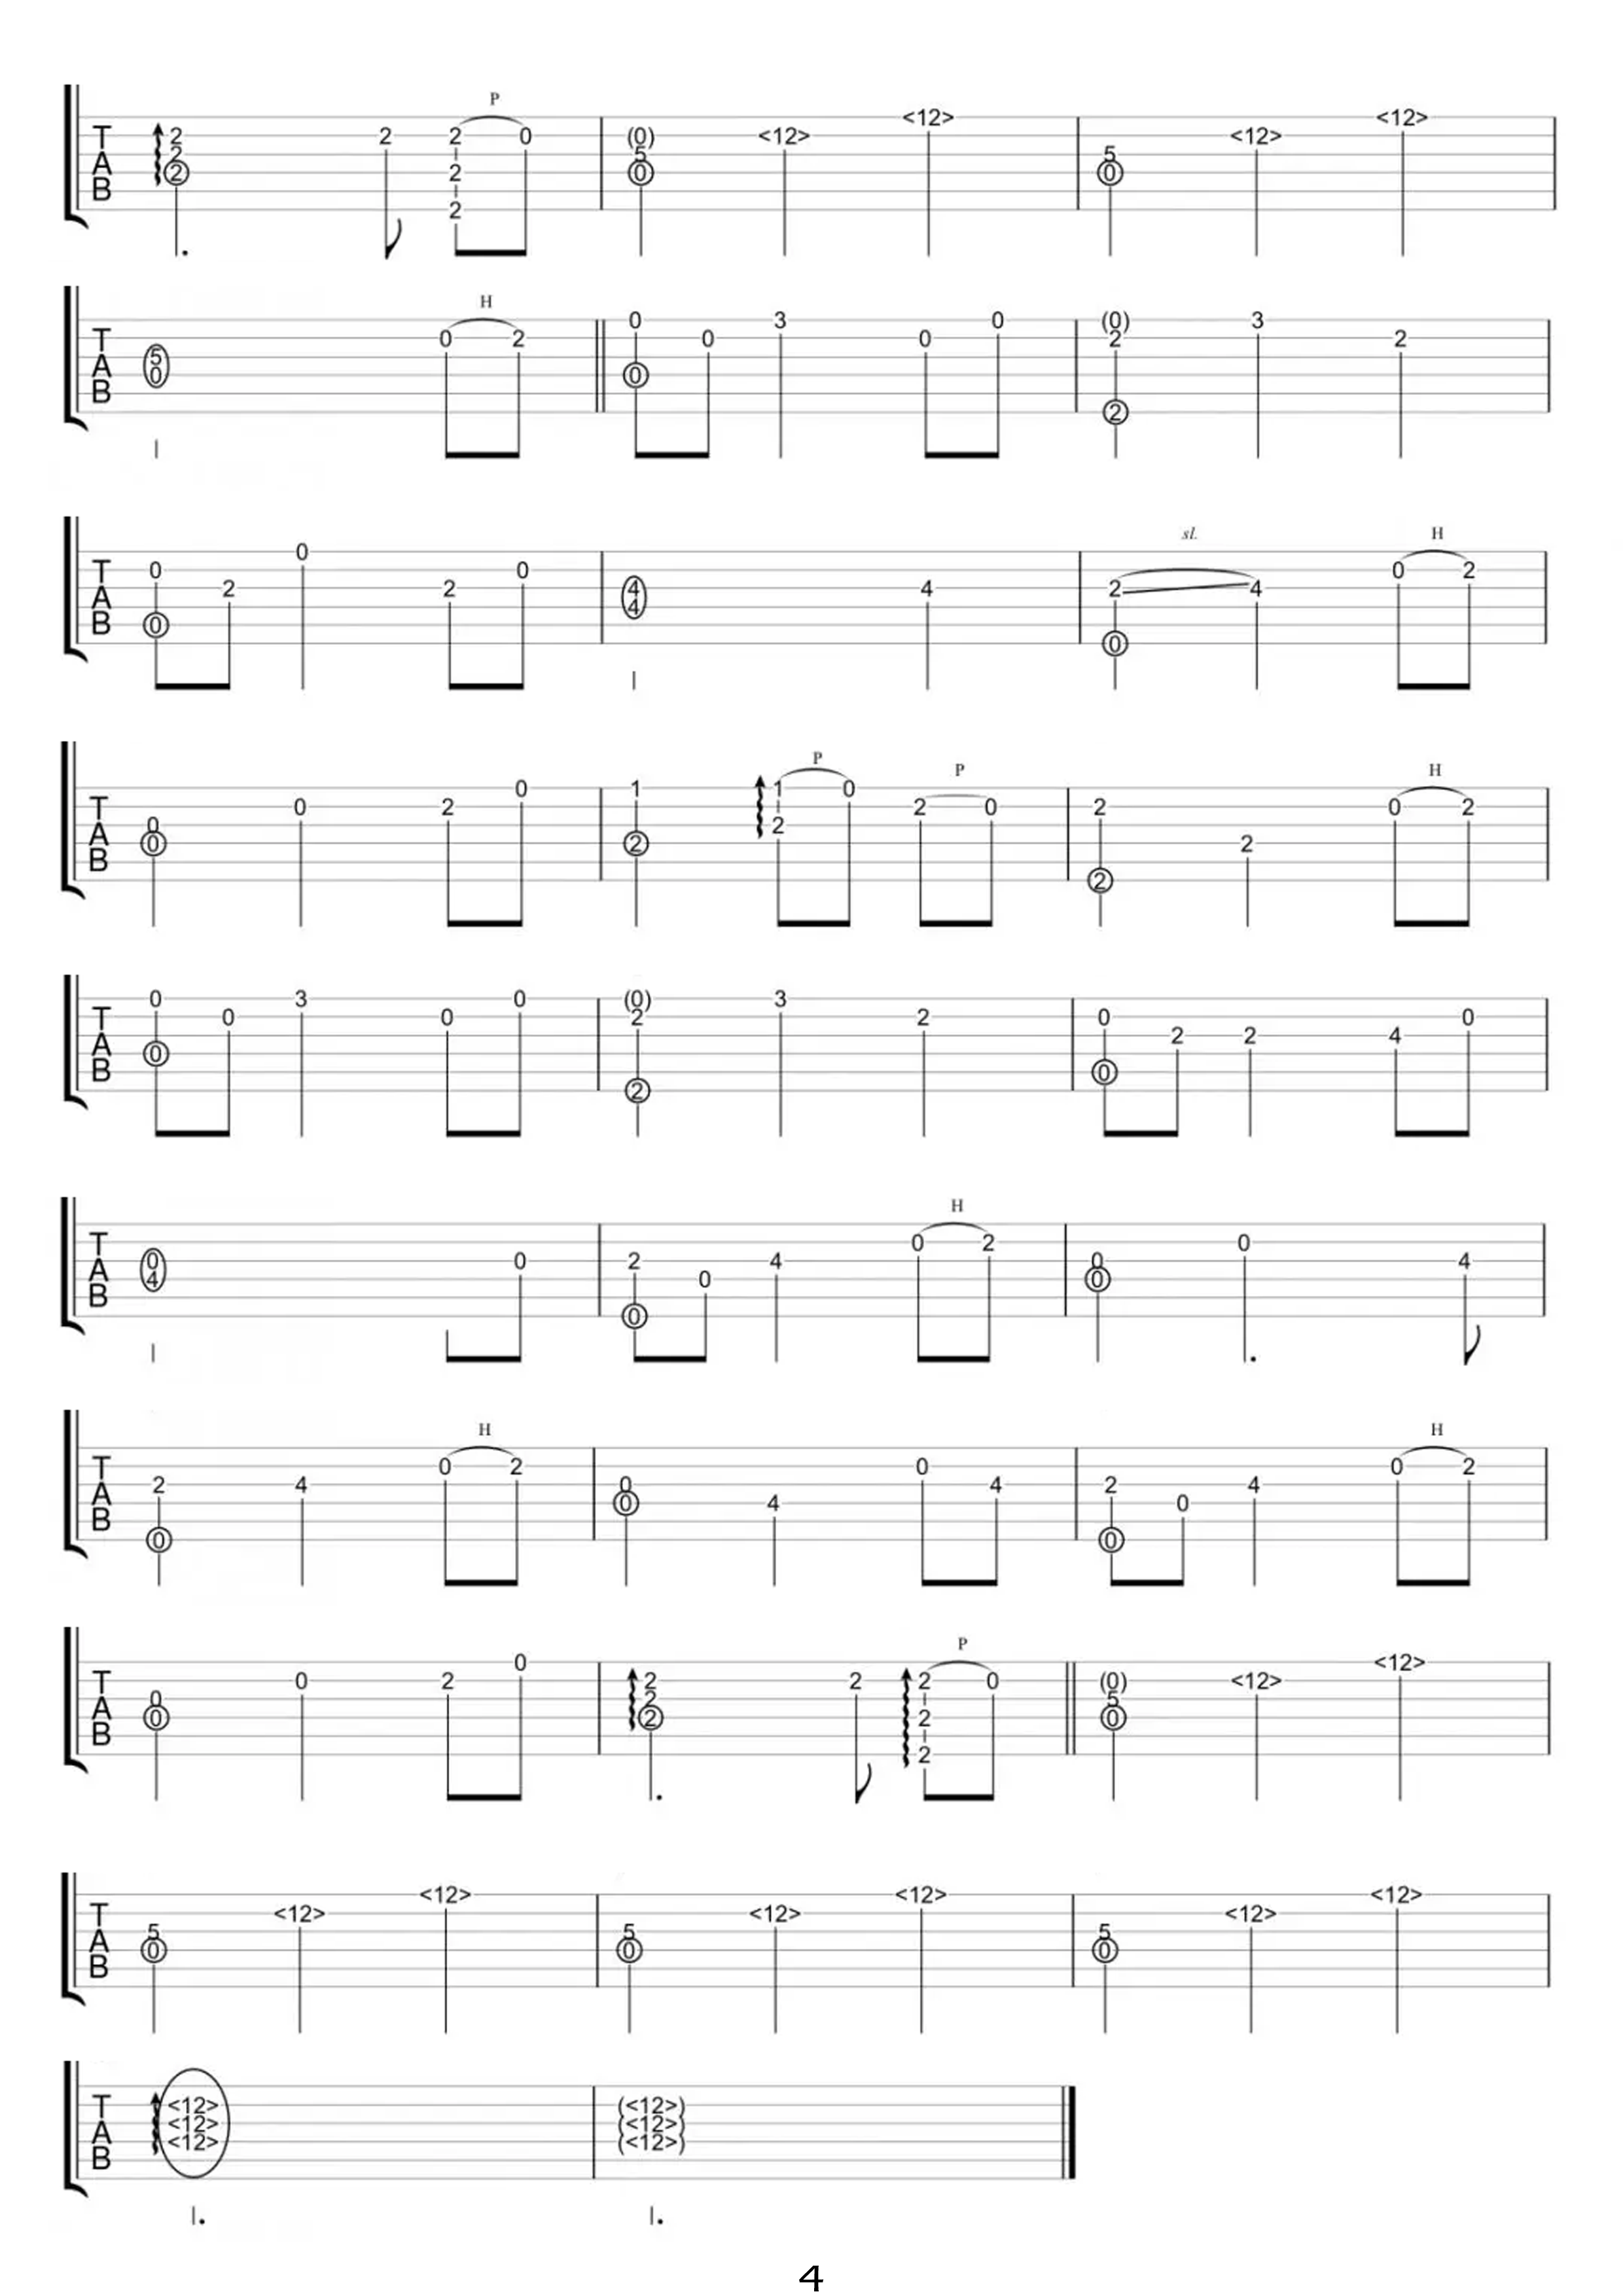 P
<12> <12>
T 2 2 2 0 (0) <12> <12>
2 5 5
A 2 2 0 0
B
2
H
0 3 0 (0) 3
T 0 2 0 0 2 2
5
A 0 0
B
2
sl. H
0
T 0 0 0 2
2 2 4 4 2 4
A 4
B 0
0
P
P H
0 1 1 0
T 0 2 2 0 2 0 2
0 2
A 0 2 2
B
2
0 3 0 (0) 3
T 0 0 2 2 0 0
2 2 4
A 0
B 0
2
H
T 0 2 0
0 0 2 4 0 4
A 4 0 0
B
0
H H
T 0 2 0 0 2
2 4 0 4 2 4
A 0 4 0
B
0 0
P
0 <12>
T 0 2 2 2 2 0 (0) <12>
0 2 5
A 0 2 2 0
B
2
<12> <12> <12>
T <12> <12> <12>
5 5 5
A 0 0 0
B
T <12> (<12>)
<12> (<12>)
A <12> (<12>)
B
4